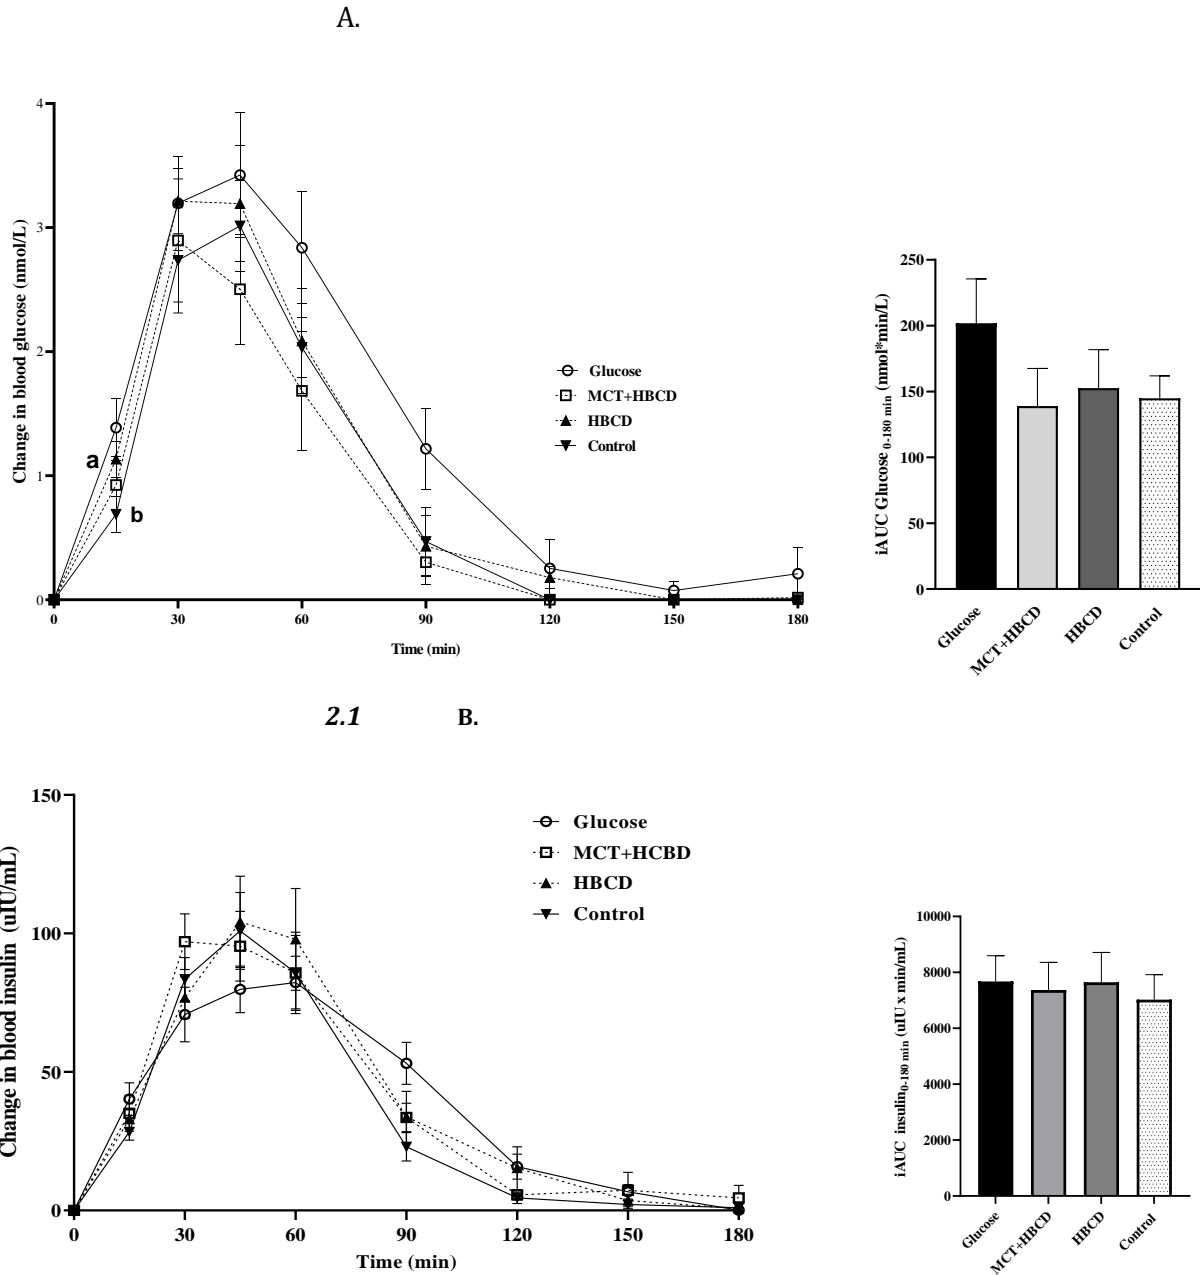 A.
4
3
2
1
0
Change in blood glucose (nmol/L)
a
b
Glucose
MCT+HBCD
HBCD
Control
0 30 60 90 120 150 180
Time (min)
250
200
150
100
50
0
iAUC Glucose 0-180 min (nmol*min/L)
Glucose
MCT+HBCD
HBCD
Control
2.1 B.
150
100
50
0
Change in blood insulin (uIU/mL)
Glucose
MCT+HCBD
HBCD
Control
0 30 60 90 120 150 180
Time (min)
10000
8000
6000
4000
2000
0
iAUC insulin0-180 min (uIU x min/mL)
Glucose
MCT+HBCD
HBCD
Control